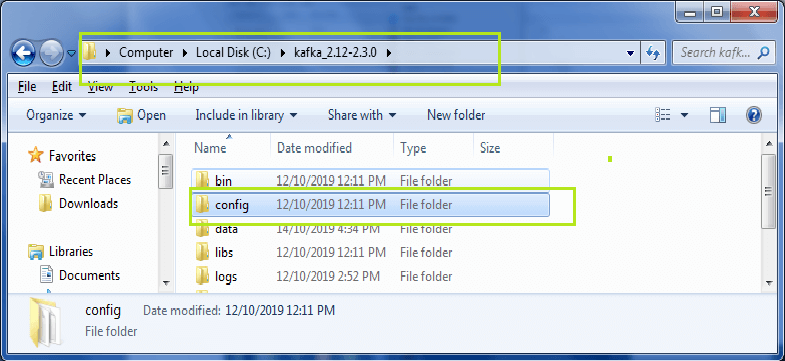 Computer Local Disk (C:) kafka_2.12-2.3.0 Search kafk...
File Edit View Tools Help
Organize Open Include in library Share with New folder
Name Date modified Type Size
Favorites
Recent Places
Downloads
Libraries
Documents
bin 12/10/2019 12:11 PM File folder
config 12/10/2019 12:11 PM File folder
data 14/10/2019 4:34 PM File folder
libs 12/10/2019 12:11 PM File folder
logs 12/10/2019 2:52 PM File folder
config Date modified: 12/10/2019 12:11 PM
File folder